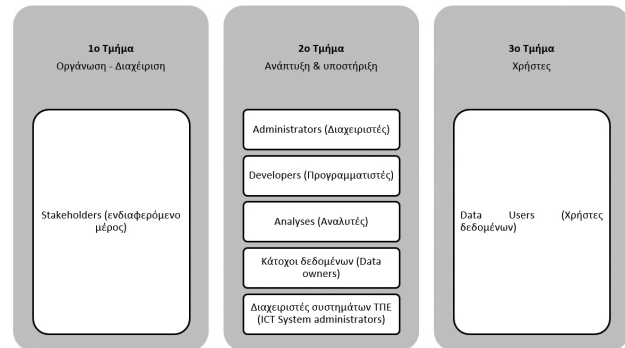 1ο Τμήμα
Οργάνωση - Διαχείριση
Stakeholders (ενδιαφερόμενο
μέρος)
2ο Τμήμα
Ανάπτυξη & υποστήριξη
Administrators (Διαχειριστές)
Developers (Προγραμματιστές)
Analyses (Αναλυτές)
Κάτοχοι δεδομένων (Data
owners)
Διαχειριστές συστημάτων ΤΠΕ
(ICT System administrators)
3ο Τμήμα
Χρήστες
Data Users (Χρήστες
δεδομένων)